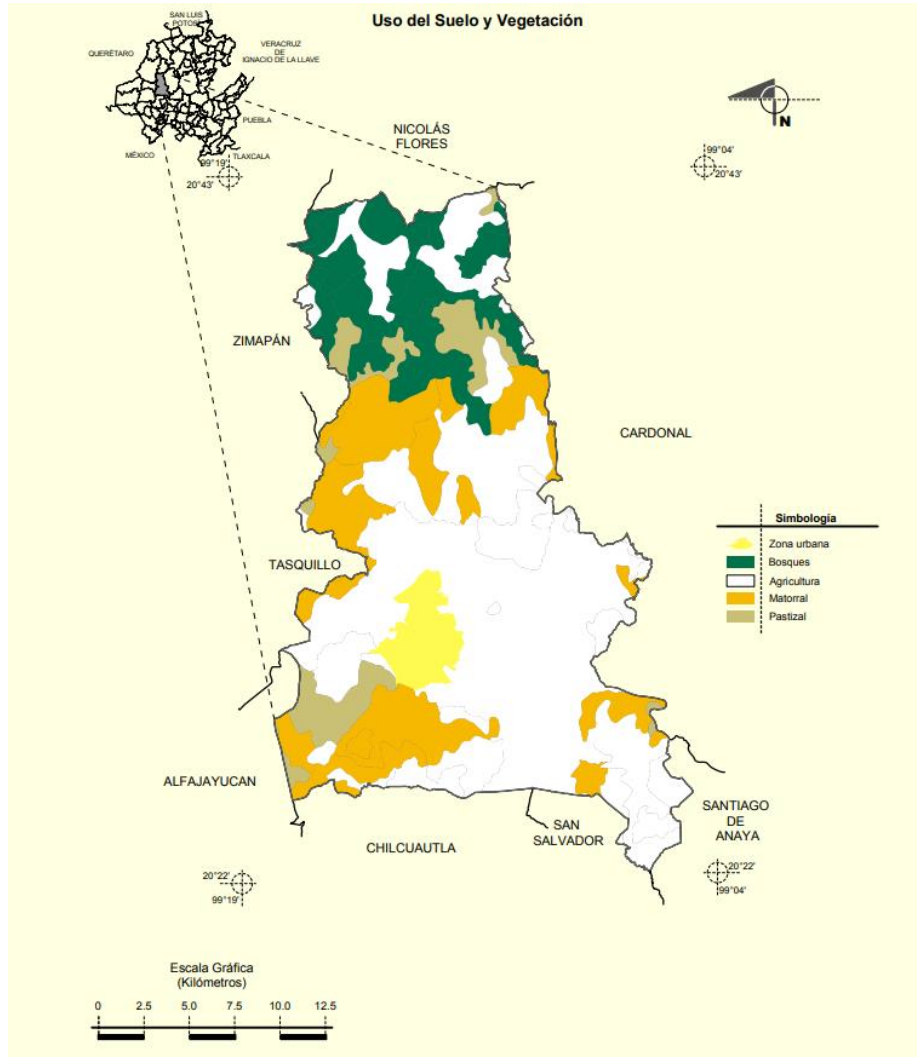 Uso del Suelo y Vegetación
SAN LUIS
POTOSÍ
QUERÉTARO
VERACRUZ
DE
IGNACIO DE LA LLAVE
PUEBLA
MÉXICO
TLAXCALA
99°19'
20°43'
N
99°04'
20°43'
NICOLÁS
FLORES
ZIMAPÁN
CARDONAL
TASQUILLO
Simbología
Zona urbana
Bosques
Agricultura
Matorral
Pastizal
ALFAJAYUCAN
CHILCUAUTLA
SAN
SALVADOR
SANTIAGO
DE
ANAYA
20°22'
99°19'
20°22'
99°04'
Escala Gráfica
(Kilómetros)
0 2.5 5.0 7.5 10.0 12.5